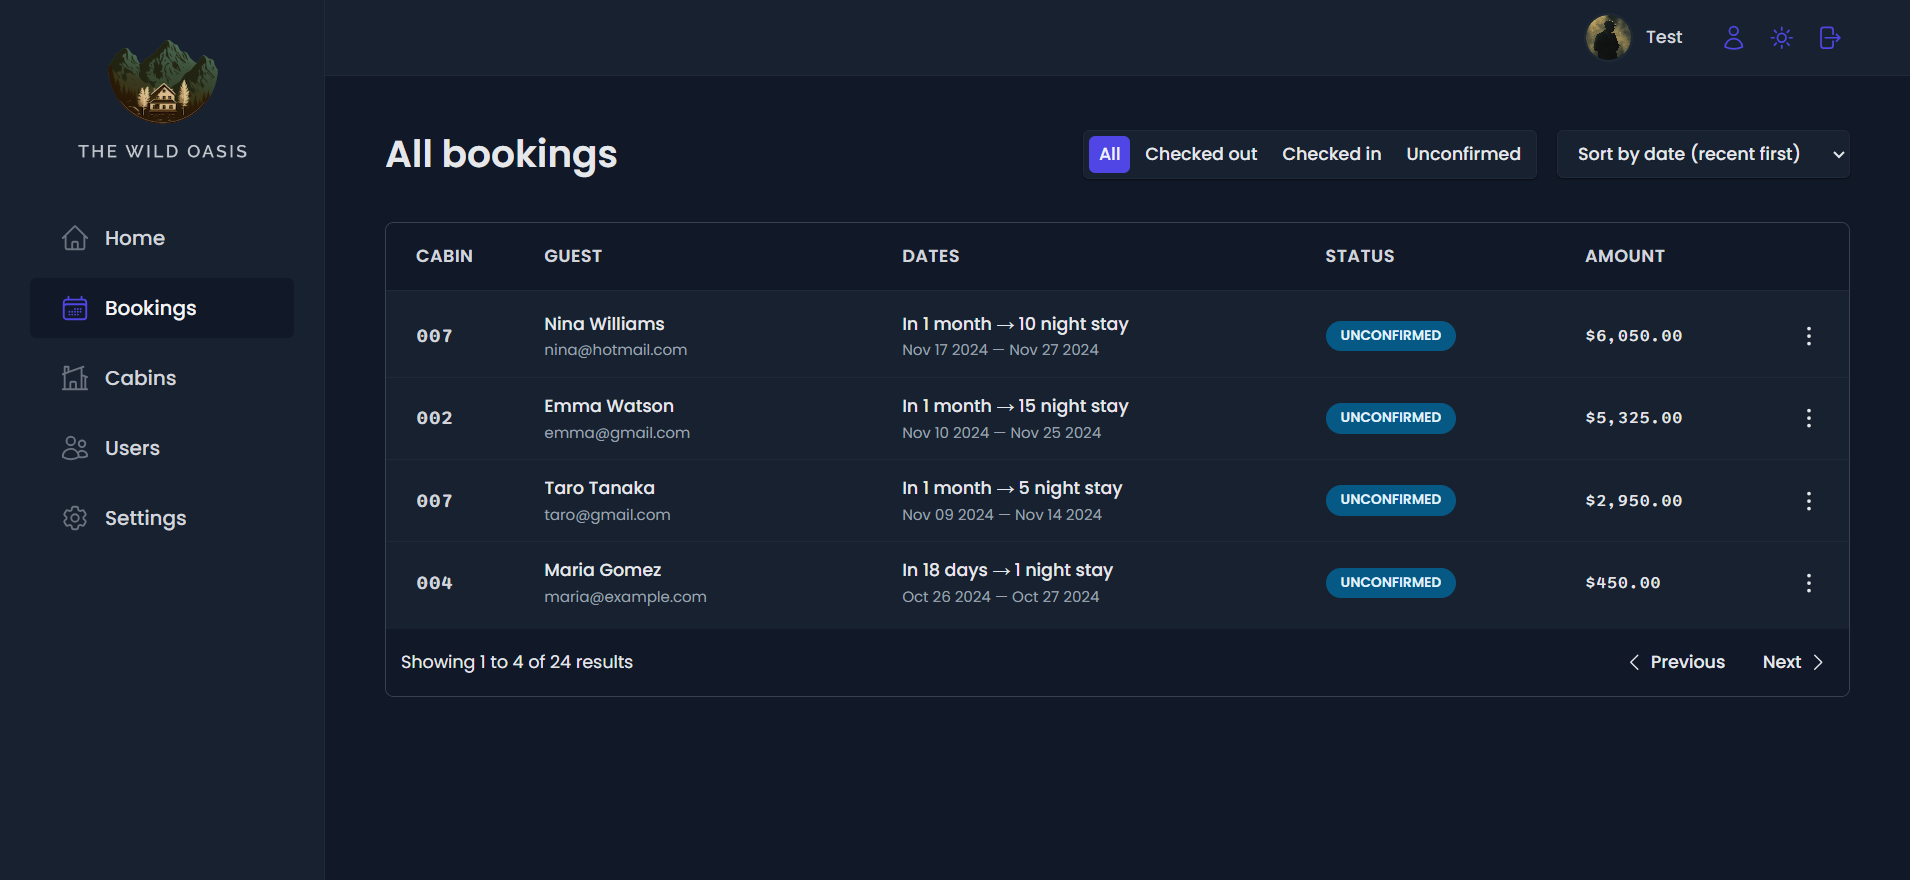 THE WILD OASIS
Home
Bookings
Cabins
Users
Settings
Test
All bookings
All Checked out Checked in Unconfirmed
Sort by date (recent first)
CABIN GUEST DATES STATUS AMOUNT
007 Nina Williams In 1 month → 10 night stay UNCONFIRMED $6,050.00
nina@hotmail.com Nov 17 2024 — Nov 27 2024
002 Emma Watson In 1 month → 15 night stay UNCONFIRMED $5,325.00
emma@gmail.com Nov 10 2024 — Nov 25 2024
007 Taro Tanaka In 1 month → 5 night stay UNCONFIRMED $2,950.00
taro@gmail.com Nov 09 2024 — Nov 14 2024
004 Maria Gomez In 18 days → 1 night stay UNCONFIRMED $450.00
maria@example.com Oct 26 2024 — Oct 27 2024
Showing 1 to 4 of 24 results
Previous Next